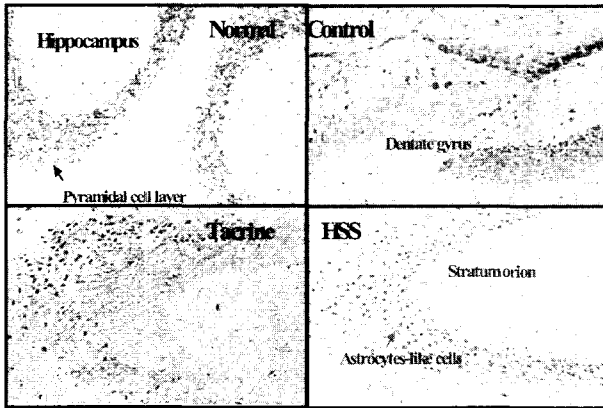 Hippocampus
Normal
Pyramidal cell layer
Control
Dentate gyrus
Tacrine
HSS
Stratum orion
Astrocytes-like cells